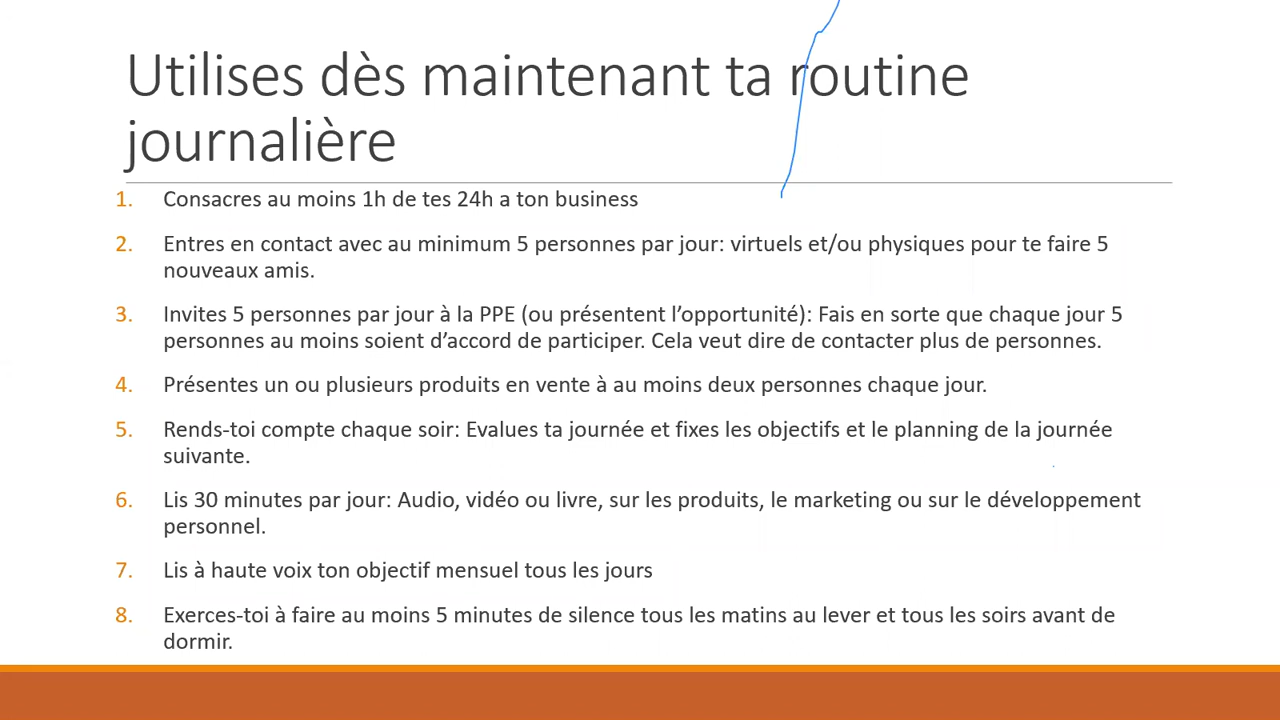 Utilises dès maintenant ta routine
journalière
1. Consacres au moins 1h de tes 24h a ton business
2. Entres en contact avec au minimum 5 personnes par jour: virtuels et/ou physiques pour te faire 5
nouveaux amis.
3. Invites 5 personnes par jour à la PPE (ou présentent l’opportunité): Fais en sorte que chaque jour 5
personnes au moins soient d’accord de participer. Cela veut dire de contacter plus de personnes.
4. Présentes un ou plusieurs produits en vente à au moins deux personnes chaque jour.
5. Rends-toi compte chaque soir: Evalues ta journée et fixes les objectifs et le planning de la journée
suivante.
6. Lis 30 minutes par jour: Audio, vidéo ou livre, sur les produits, le marketing ou sur le développement
personnel.
7. Lis à haute voix ton objectif mensuel tous les jours
8. Exerces-toi à faire au moins 5 minutes de silence tous les matins au lever et tous les soirs avant de
dormir.